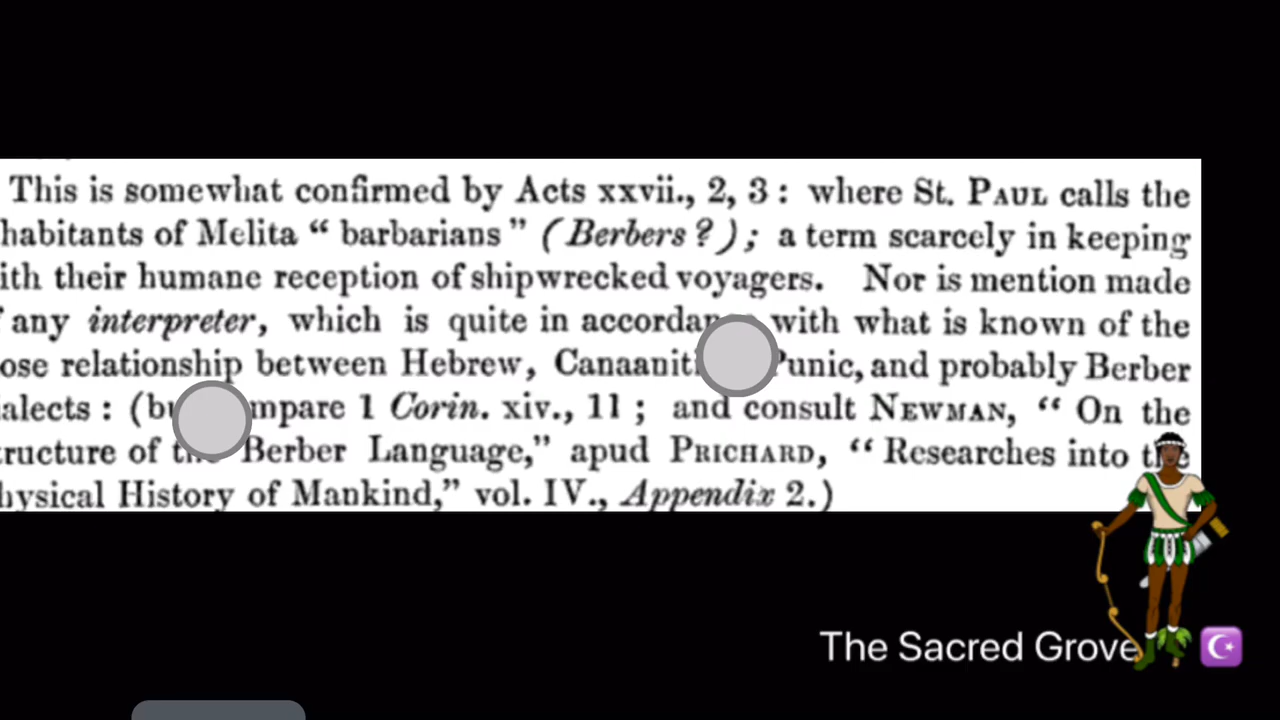 This is somewhat confirmed by Acts xxvii., 2, 3 : where St. PAUL calls the
habitants of Melita “ barbarians ” ( Berbers ? ) ; a term scarcely in keeping
ith their humane reception of shipwrecked voyagers. Nor is mention made
any interpreter, which is quite in with what is known of the
ose relationship between Hebrew, and probably Berber
alects : ( 1 Corin. xiv., 11 ; and consult NEWMAN, “ On the
ructure of Berber Language,” apud PRICHARD, “ Researches into
hysical History of Mankind,” vol. IV., Appendix 2.)
The Sacred Grove